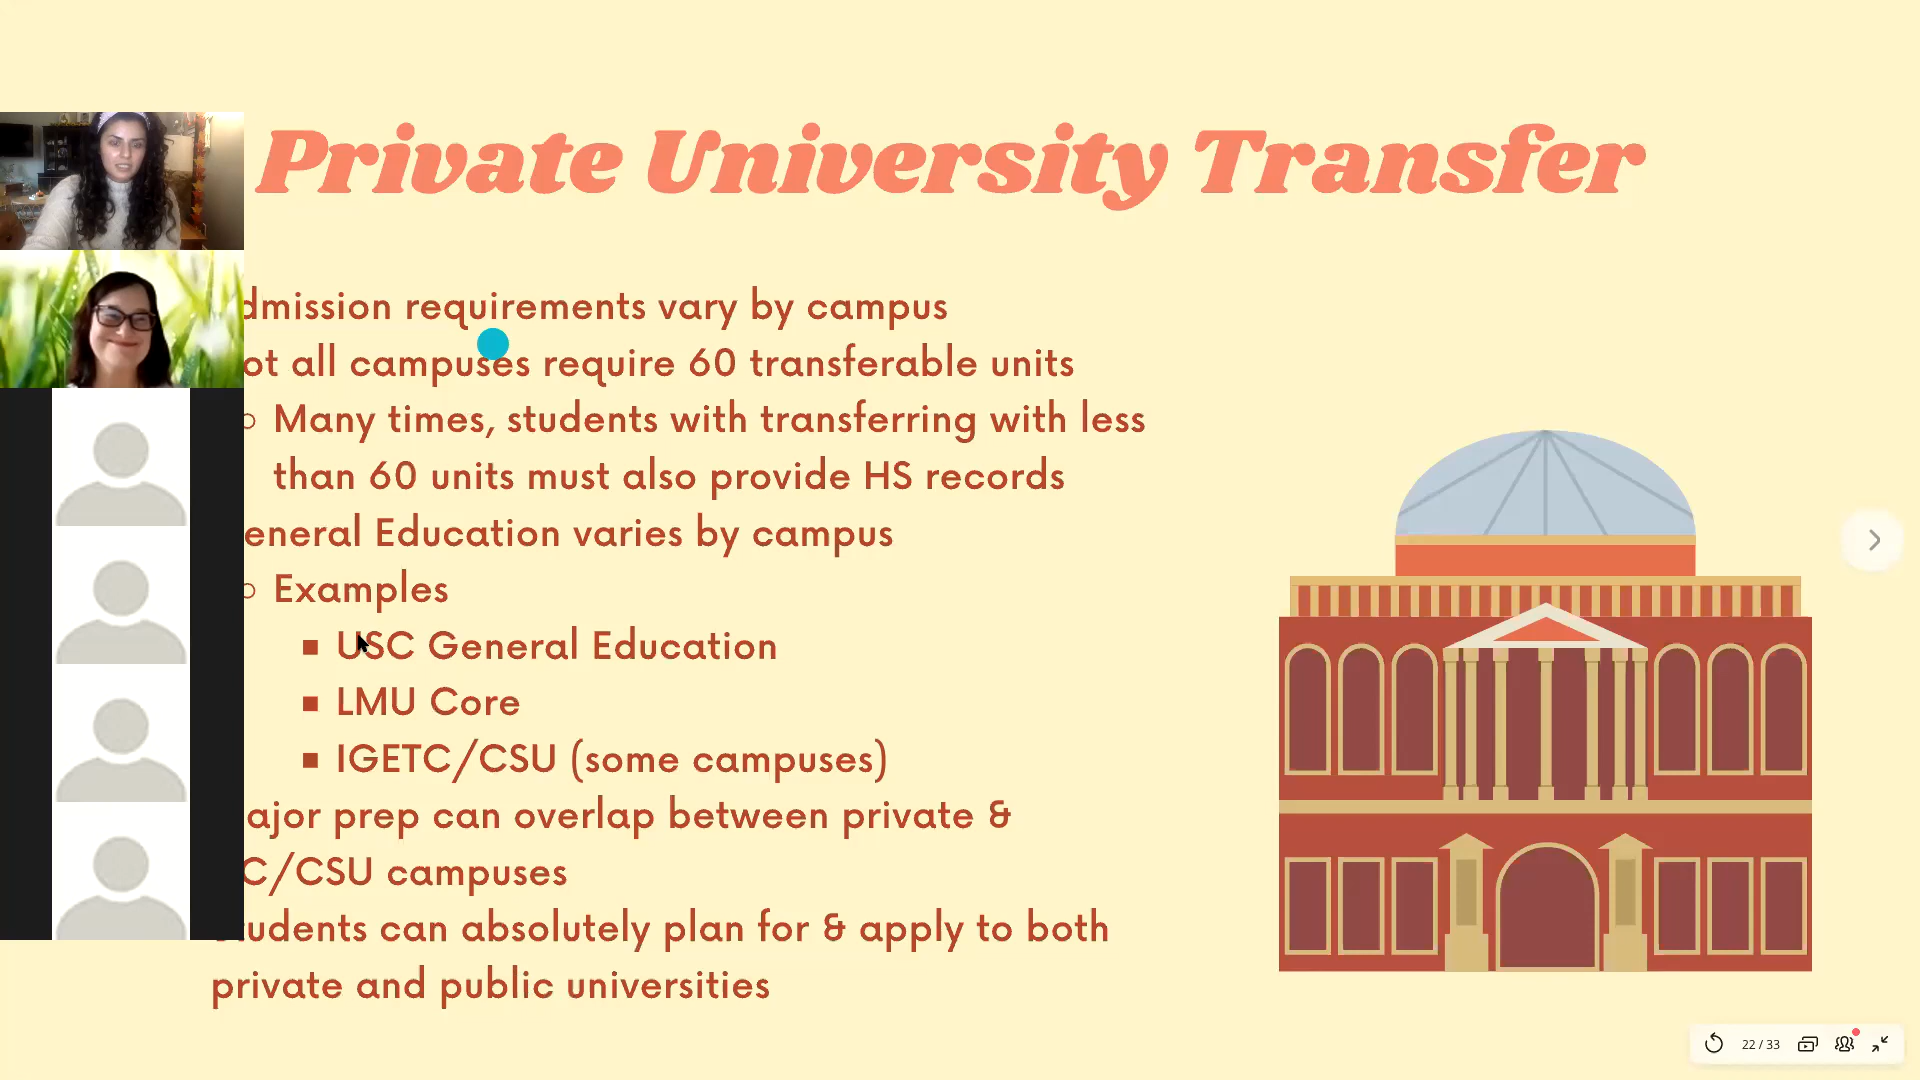 Private University Transfer
dmission requirements vary by campus
ot all campuses require 60 transferable units
Many times, students with transferring with less
than 60 units must also provide HS records
eneral Education varies by campus
Examples
USC General Education
LMU Core
IGETC/CSU (some campuses)
ajor prep can overlap between private &
C/CSU campuses
tudents can absolutely plan for & apply to both
private and public universities
22 / 33